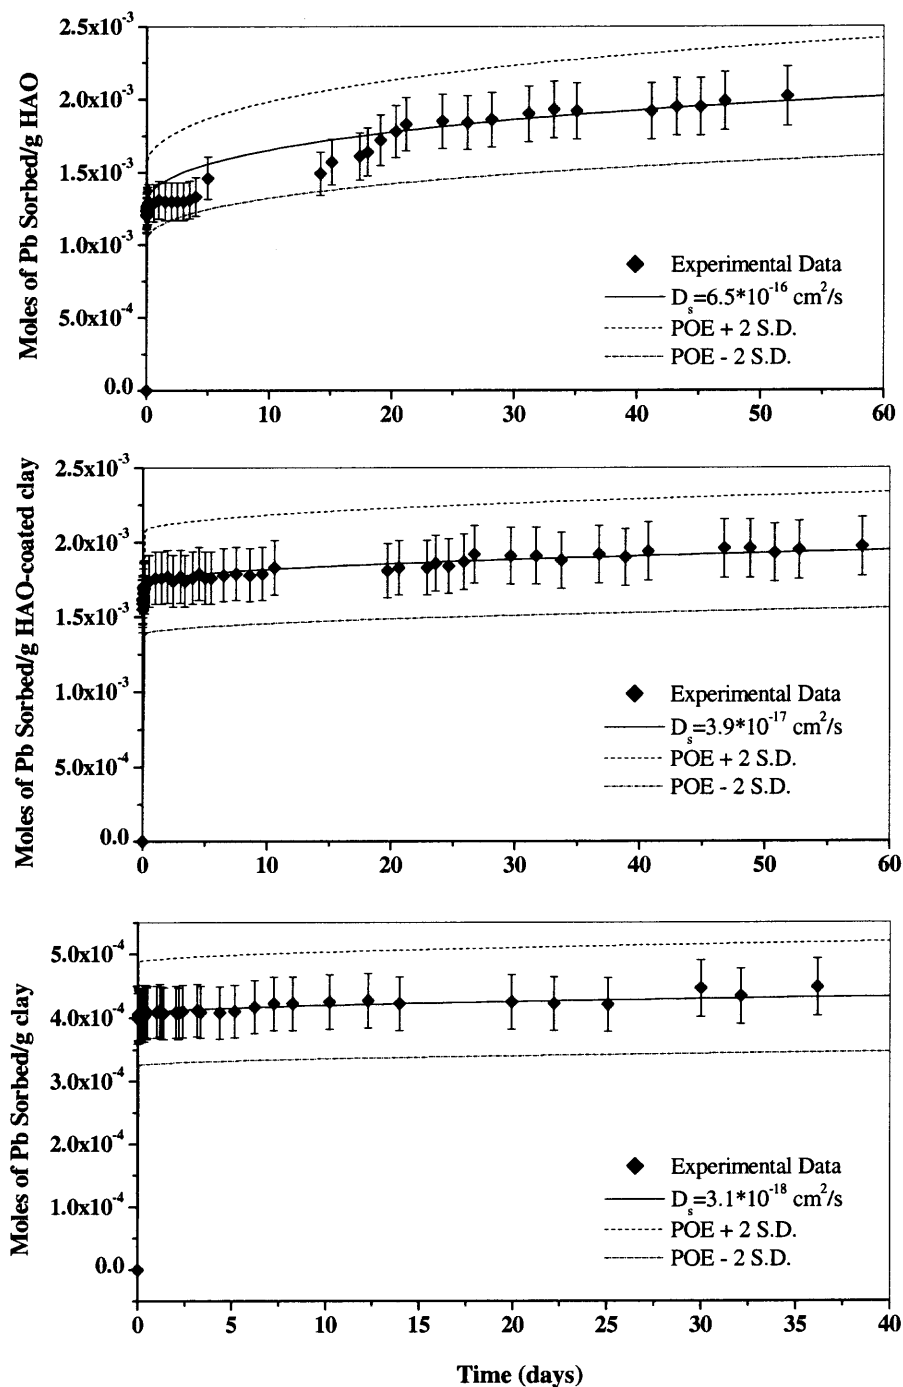 2.5x10-3
2.0x10-3
1.5x10-3
1.0x10-3
5.0x10-4
0.0
Moles of Pb Sorbed/g HAO
Experimental Data
Ds=6.5*10-16 cm2/s
POE + 2 S.D.
POE - 2 S.D.
0 10 20 30 40 50 60
2.5x10-3
2.0x10-3
1.5x10-3
1.0x10-3
5.0x10-4
0.0
Moles of Pb Sorbed/g HAO-coated clay
Experimental Data
Ds=3.9*10-17 cm2/s
POE + 2 S.D.
POE - 2 S.D.
0 10 20 30 40 50 60
5.0x10-4
4.0x10-4
3.0x10-4
2.0x10-4
1.0x10-4
0.0
Moles of Pb Sorbed/g clay
Experimental Data
Ds=3.1*10-18 cm2/s
POE + 2 S.D.
POE - 2 S.D.
0 5 10 15 20 25 30 35 40
Time (days)